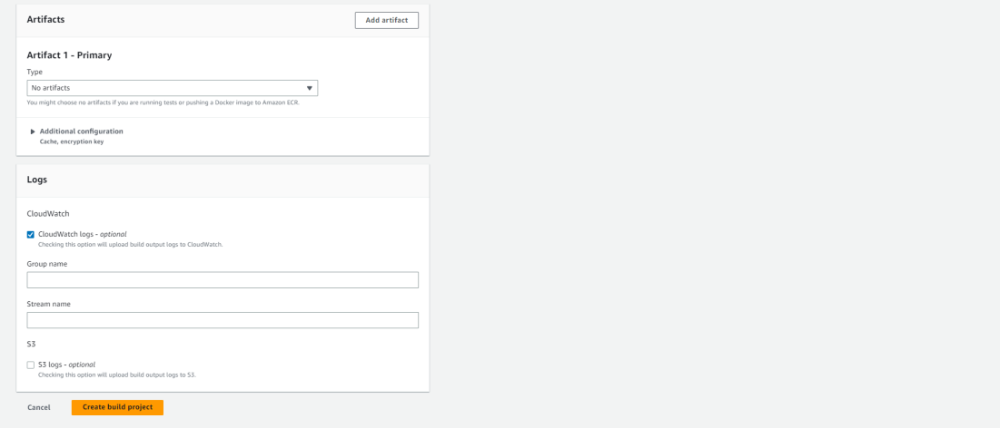 Artifacts
Add artifact
Artifact 1 - Primary
Type
No artifacts
You might choose no artifacts if you are running tests or pushing a Docker image to Amazon ECR.
Additional configuration
Cache, encryption key
Logs
CloudWatch
CloudWatch logs - optional
Checking this option will upload build output logs to CloudWatch.
Group name
Stream name
S3
S3 logs - optional
Checking this option will upload build output logs to S3.
Cancel
Create build project